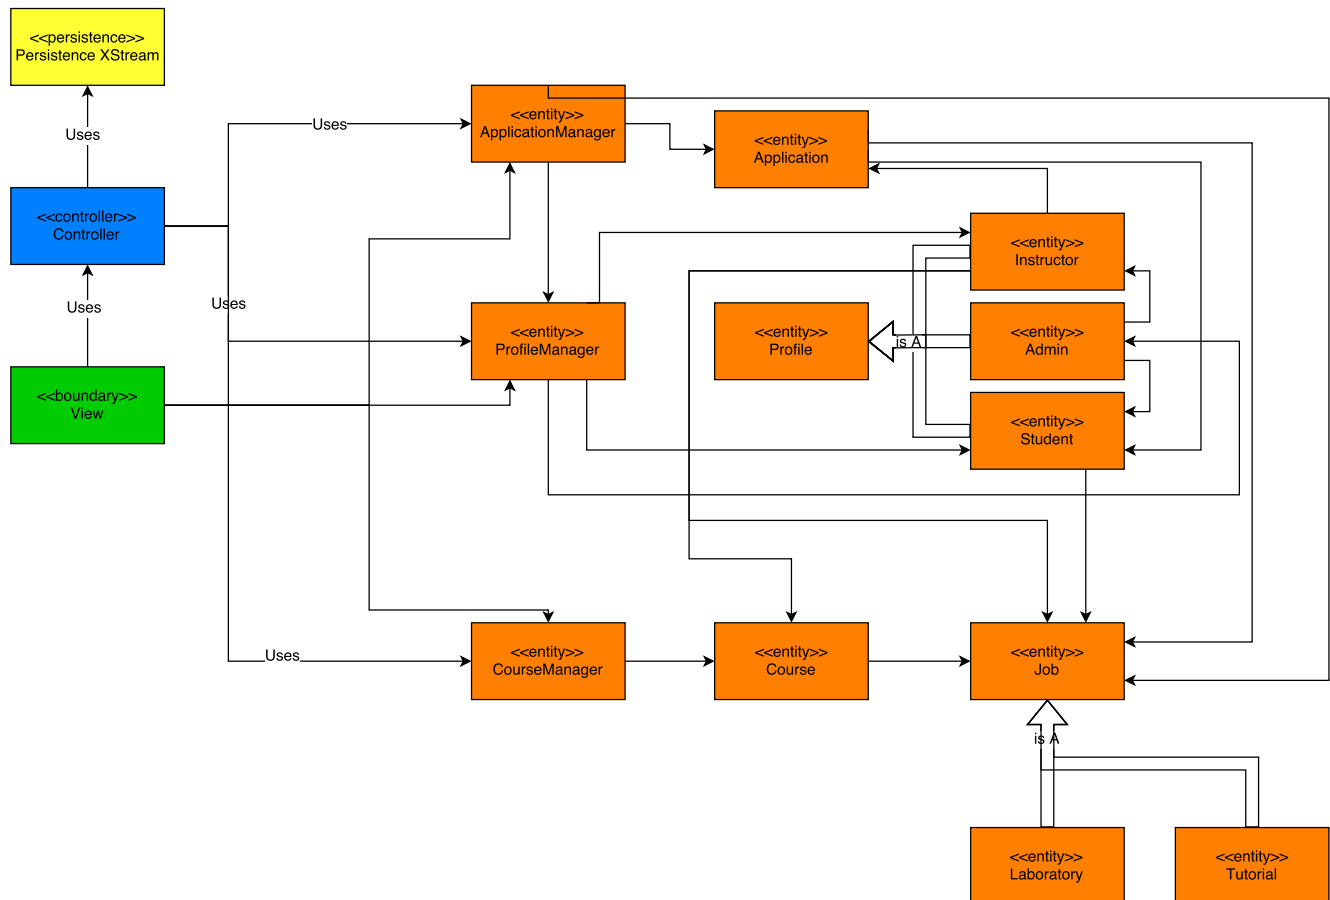 <<persistence>>
Persistence XStream
Uses
<<controller>>
Controller
Uses
<<boundary>>
View
Uses
Uses
Uses
<<entity>>
ApplicationManager
<<entity>>
Application
<<entity>>
Instructor
<<entity>>
ProfileManager
<<entity>>
Profile
is A
<<entity>>
Admin
<<entity>>
Student
<<entity>>
CourseManager
<<entity>>
Course
<<entity>>
Job
is A
<<entity>>
Laboratory
<<entity>>
Tutorial